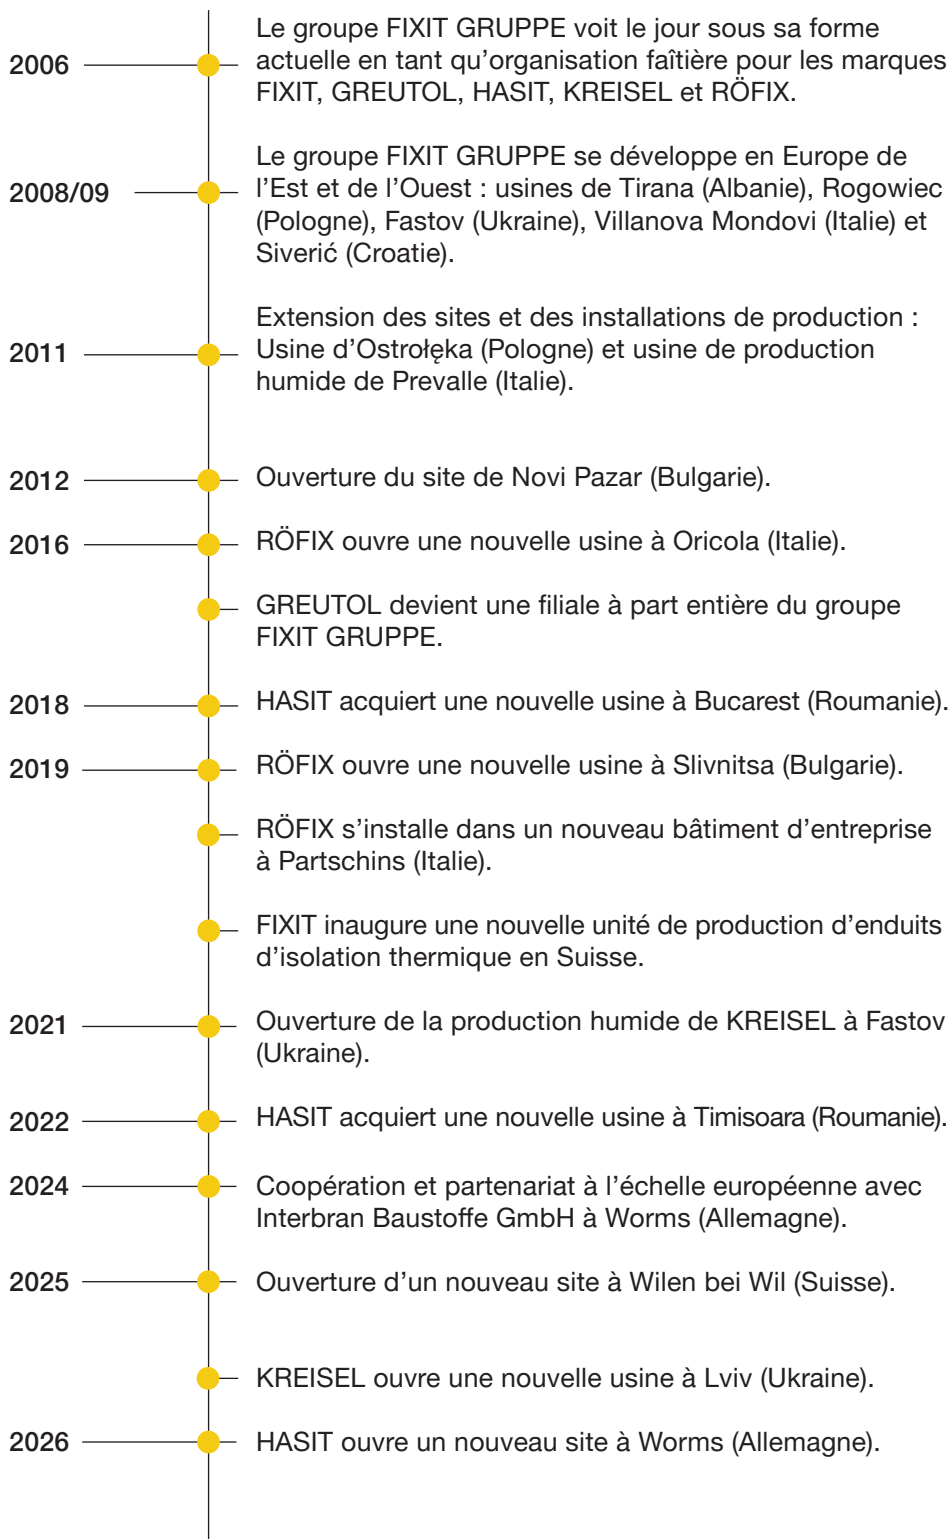 Le groupe FIXIT GRUPPE voit le jour sous sa forme
2006 actuelle en tant qu’organisation faîtière pour les marques
FIXIT, GREUTOL, HASIT, KREISEL et RÖFIX.
Le groupe FIXIT GRUPPE se développe en Europe de
2008/09 l’Est et de l’Ouest : usines de Tirana (Albanie), Rogowiec
(Pologne), Fastov (Ukraine), Villanova Mondovi (Italie) et
Siverić (Croatie).
Extension des sites et des installations de production :
2011 Usine d’Ostrołęka (Pologne) et usine de production
humide de Prevalle (Italie).
2012 Ouverture du site de Novi Pazar (Bulgarie).
2016 RÖFIX ouvre une nouvelle usine à Oricola (Italie).
GREUTOL devient une filiale à part entière du groupe
FIXIT GRUPPE.
2018 HASIT acquiert une nouvelle usine à Bucarest (Roumanie).
2019 RÖFIX ouvre une nouvelle usine à Slivnitsa (Bulgarie).
RÖFIX s’installe dans un nouveau bâtiment d’entreprise
à Partschins (Italie).
FIXIT inaugure une nouvelle unité de production d’enduits
d’isolation thermique en Suisse.
2021 Ouverture de la production humide de KREISEL à Fastov
(Ukraine).
2022 HASIT acquiert une nouvelle usine à Timisoara (Roumanie).
2024 Coopération et partenariat à l’échelle européenne avec
Interbran Baustoffe GmbH à Worms (Allemagne).
2025 Ouverture d’un nouveau site à Wilen bei Wil (Suisse).
KREISEL ouvre une nouvelle usine à Lviv (Ukraine).
2026 HASIT ouvre un nouveau site à Worms (Allemagne).